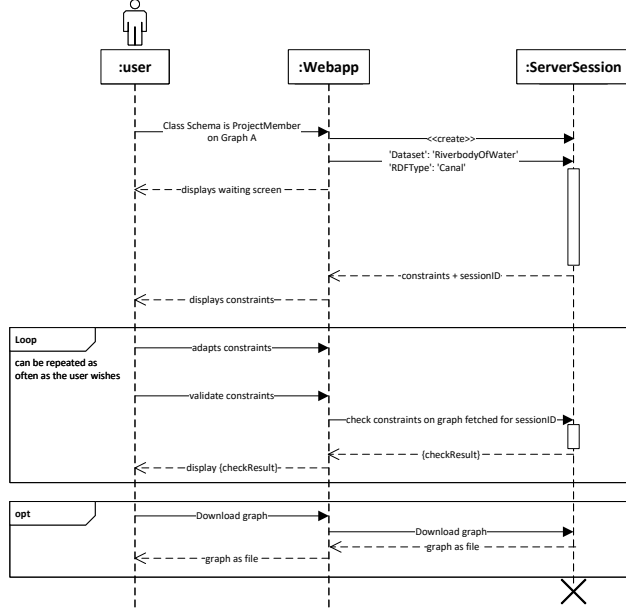 :user
:Webapp
:ServerSession
Class Schema is ProjectMember
on Graph A
<<create>>
'Dataset': 'RiverbodyOfWater'
'RDFType': 'Canal'
displays waiting screen
constraints + sessionID
displays constraints
Loop
can be repeated as
often as the user wishes
adapts constraints
validate constraints
check constraints on graph fetched for sessionID
{checkResult}
display {checkResult}
opt
Download graph
Download graph
graph as file
graph as file